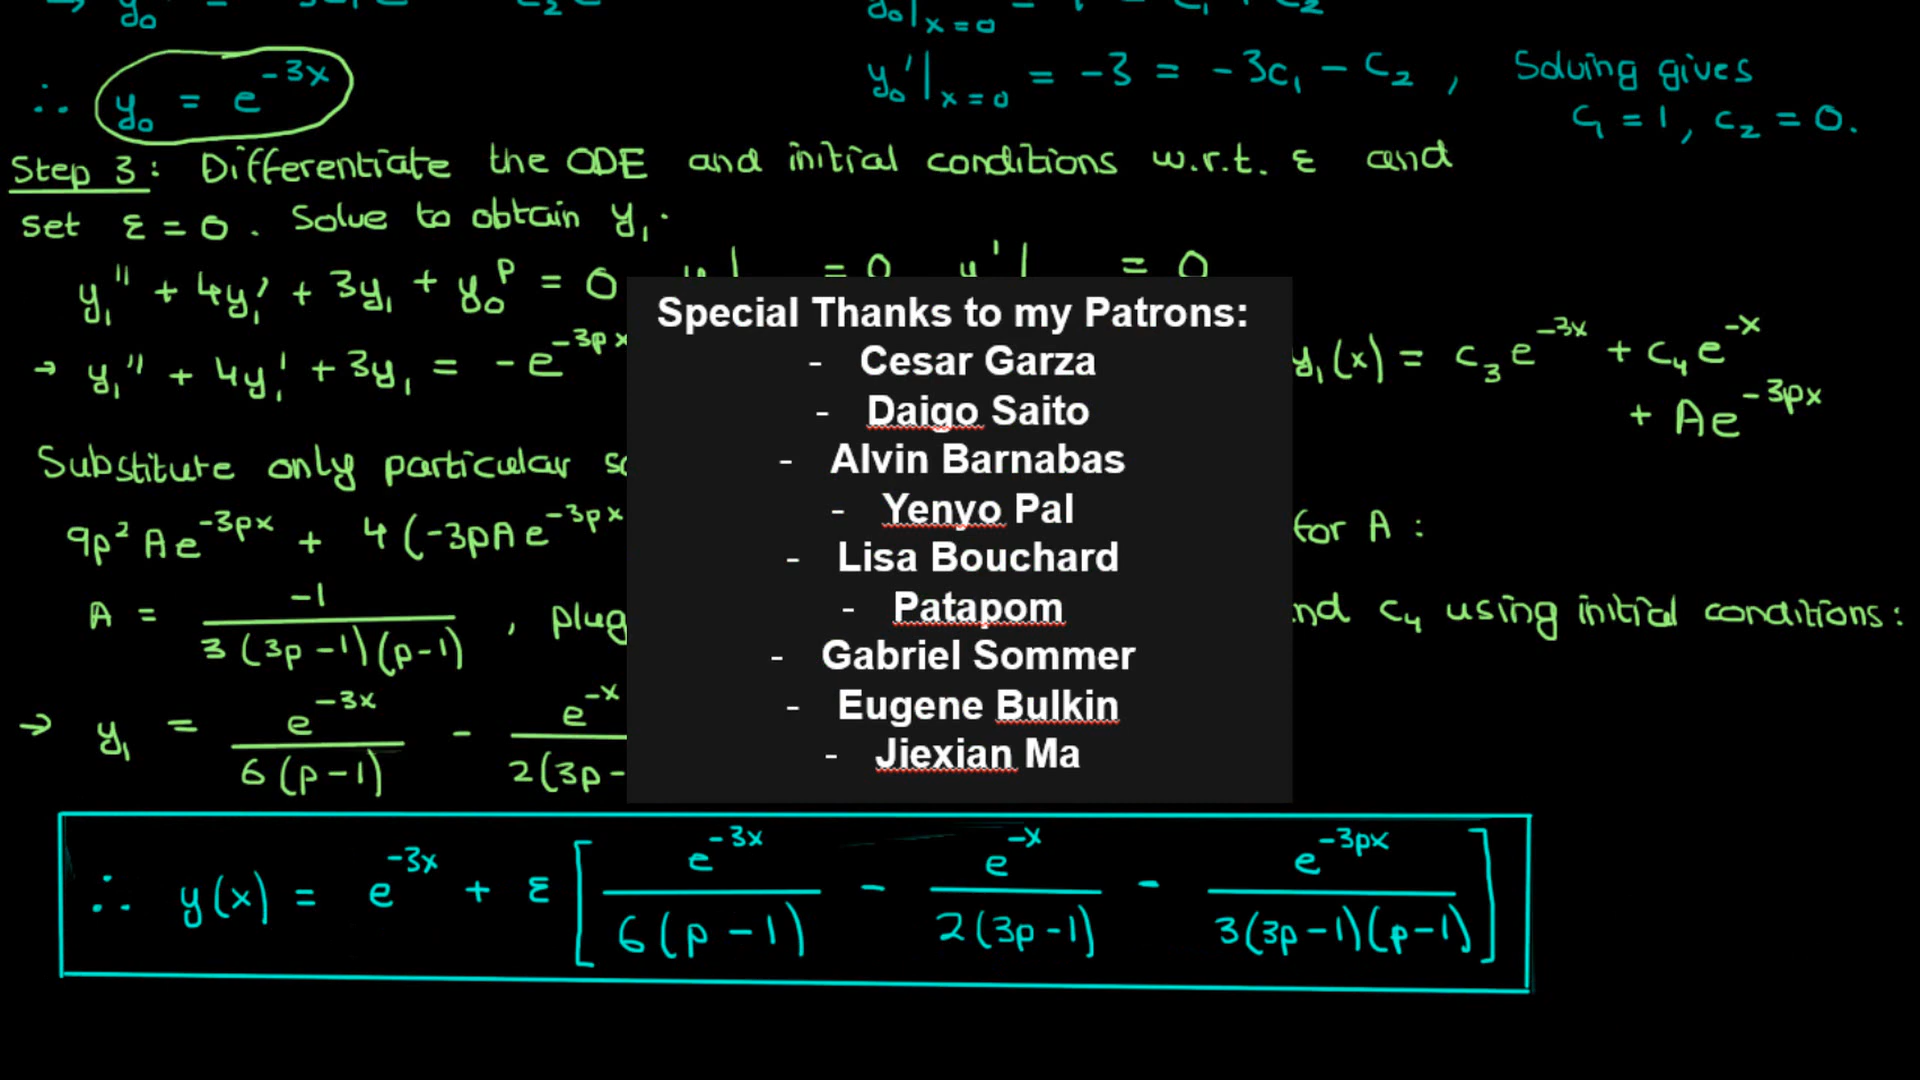 → y₀
y₀|ₓ₌₀
∴ y₀ = e^{-3x}
y₀'|ₓ₌₀ = -3 = -3c₁ - c₂ , Solving gives
c₁ = 1, c₂ = 0.
Step 3: Differentiate the ODE and initial conditions w.r.t. ε and
set ε = 0. Solve to obtain y₁.
y₁'' + 4y₁' + 3y₁ + y₀^p = 0 = 0 = 0
→ y₁'' + 4y₁' + 3y₁ = -e^{-3px}
y₁(x) = c₃e^{-3x} + c₄e^{-x}
+ Ae^{-3px}
Substitute only particular
9p²Ae^{-3px} + 4(-3pAe^{-3px} for A :
A = -1/3(3p-1)(p-1) , plug c₄ using initial conditions:
→ y₁ = e^{-3x}/6(p-1) - e^{-x}/2(3p-
Special Thanks to my Patrons:
- Cesar Garza
- Daigo Saito
- Alvin Barnabas
- Yenyo Pal
- Lisa Bouchard
- Patapom
- Gabriel Sommer
- Eugene Bulkin
- Jiexian Ma
∴ y(x) = e^{-3x} + ε [ e^{-3x}/6(p-1) - e^{-x}/2(3p-1) - e^{-3px}/3(3p-1)(p-1) ]